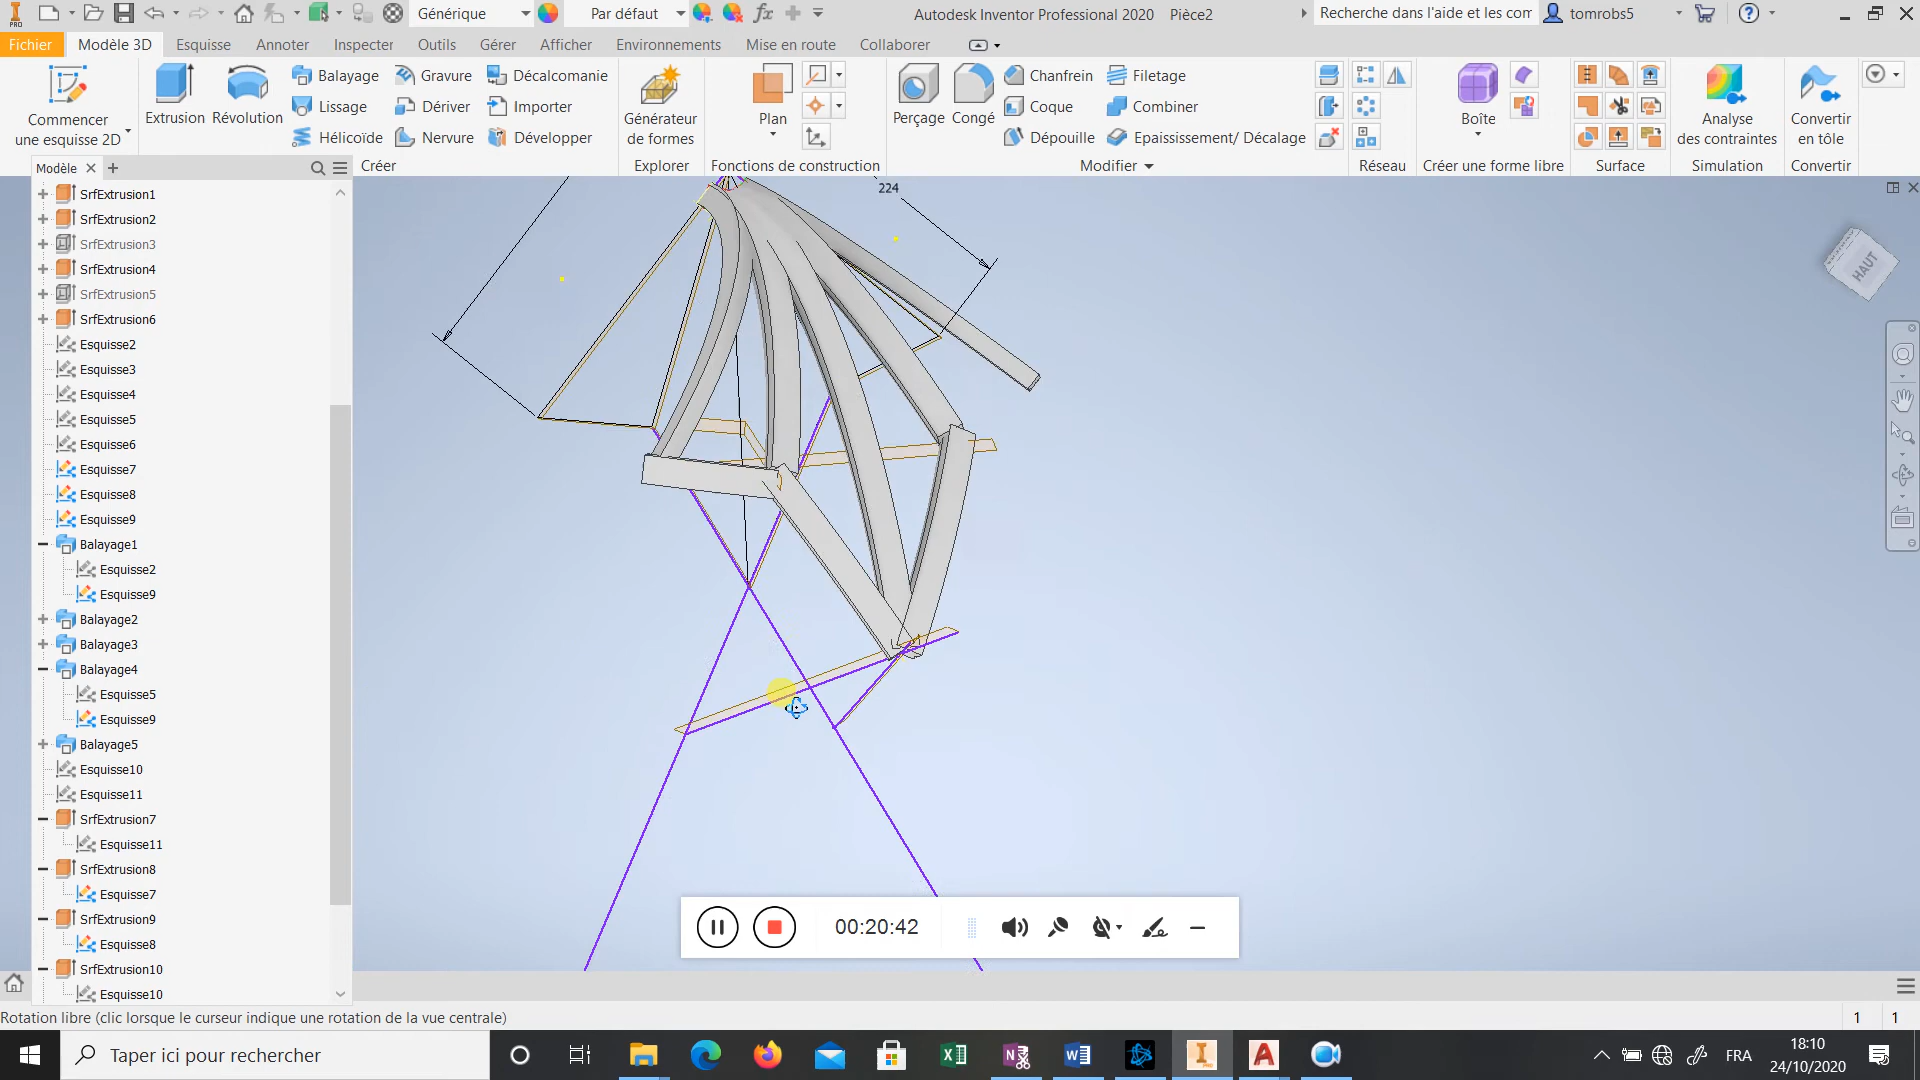 Générique
Par défaut
Autodesk Inventor Professional 2020 Pièce2
Recherche dans l'aide et les com
tomrobs5
PRO
Fichier
Modèle 3D
Esquisse
Annoter
Inspecter
Outils
Gérer
Afficher
Environnements
Mise en route
Collaborer
Commencer
une esquisse 2D
Extrusion
Révolution
Balayage
Lissage
Hélicoïde
Gravure
Dériver
Nervure
Décalcomanie
Importer
Développer
Générateur
de formes
Plan
Perçage
Congé
Chanfrein
Coque
Dépouille
Filetage
Combiner
Epaississement/ Décalage
Boîte
Analyse
des contraintes
Convertir
en tôle
Modèle
Créer
Explorer
Fonctions de construction
Modifier
Réseau
Créer une forme libre
Surface
Simulation
Convertir
SrfExtrusion1
SrfExtrusion2
SrfExtrusion3
SrfExtrusion4
SrfExtrusion5
SrfExtrusion6
Esquisse2
Esquisse3
Esquisse4
Esquisse5
Esquisse6
Esquisse7
Esquisse8
Esquisse9
Balayage1
Esquisse2
Esquisse9
Balayage2
Balayage3
Balayage4
Esquisse5
Esquisse9
Balayage5
Esquisse10
Esquisse11
SrfExtrusion7
Esquisse11
SrfExtrusion8
Esquisse7
SrfExtrusion9
Esquisse8
SrfExtrusion10
Esquisse10
224
HAUT
00:20:42
Rotation libre (clic lorsque le curseur indique une rotation de la vue centrale)
1 1
Taper ici pour rechercher
FRA
18:10
24/10/2020